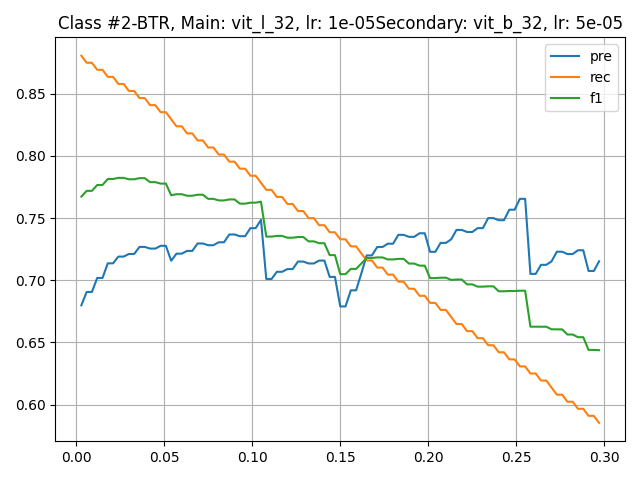 Class #2-BTR, Main: vit_l_32, lr: 1e-05Secondary: vit_b_32, lr: 5e-05
pre
rec
f1
0.85
0.80
0.75
0.70
0.65
0.60
0.00 0.05 0.10 0.15 0.20 0.25 0.30